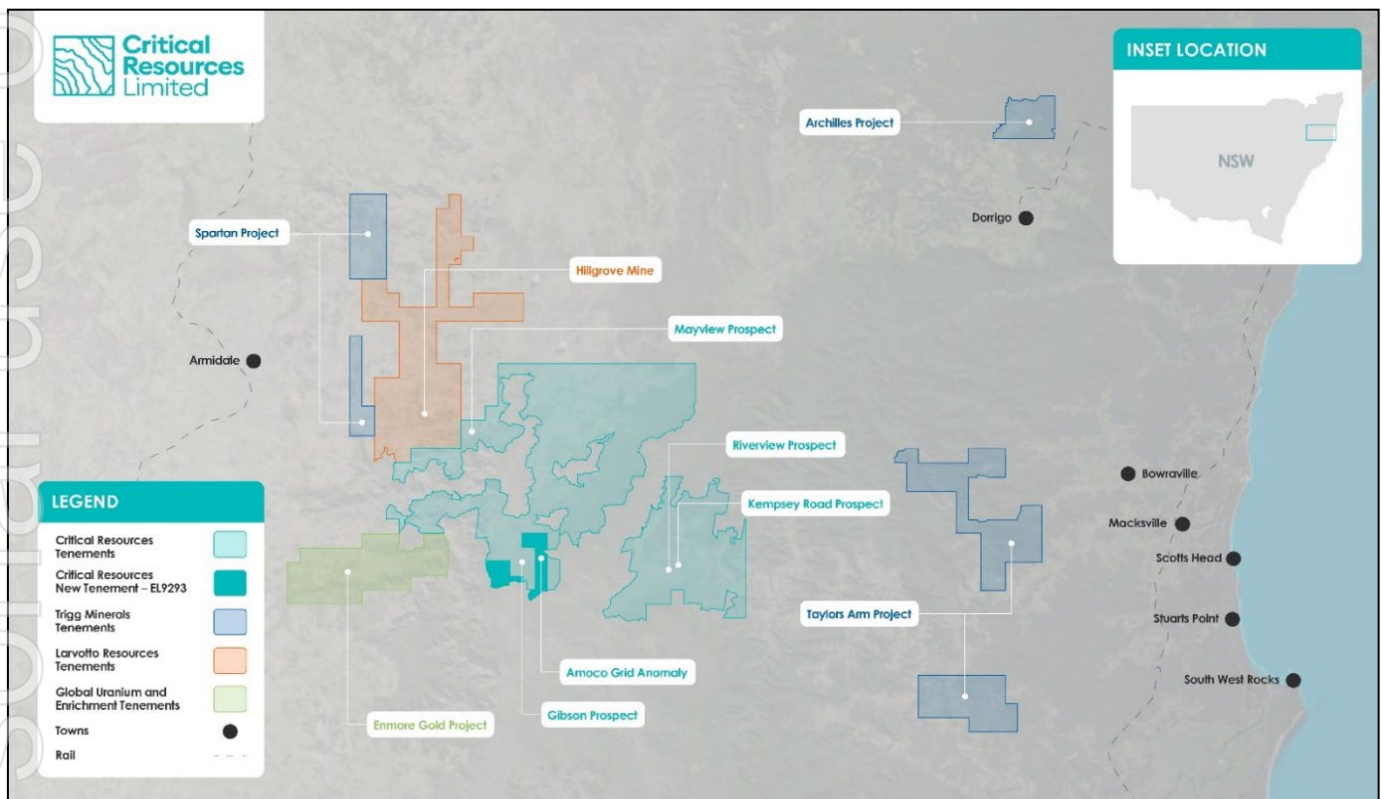 Critical
Resources
Limited
INSET LOCATION
NSW
Archilles Project
Dorrigo
Spartan Project
Hillgrove Mine
Mayview Prospect
Armidale
Riverview Prospect
Bowraville
Kempsey Road Prospect
Macksville
Scotts Head
Taylors Arm Project
Stuarts Point
Amoco Grid Anomaly
South West Rocks
Gibson Prospect
Enmore Gold Project
LEGEND
Critical Resources
Tenements
Critical Resources
New Tenement – EL9293
Trigg Minerals
Tenements
Larvotto Resources
Tenements
Global Uranium and
Enrichment Tenements
Towns
Rail